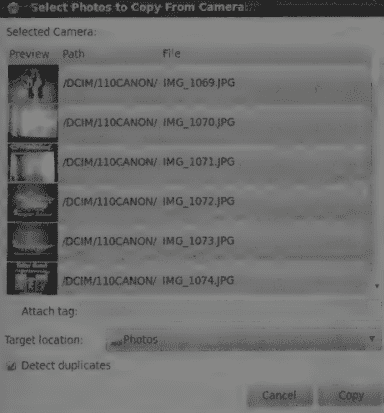 Select Photos to Copy From Camera...
Selected Camera:
Preview Path File
/DCIM/110CANON/ IMG_1069.JPG
/DCIM/110CANON/ IMG_1070.JPG
/DCIM/110CANON/ IMG_1071.JPG
/DCIM/110CANON/ IMG_1072.JPG
/DCIM/110CANON/ IMG_1073.JPG
/DCIM/110CANON/ IMG_1074.JPG
Attach tag:
Target location: Photos
Detect duplicates
Cancel Copy